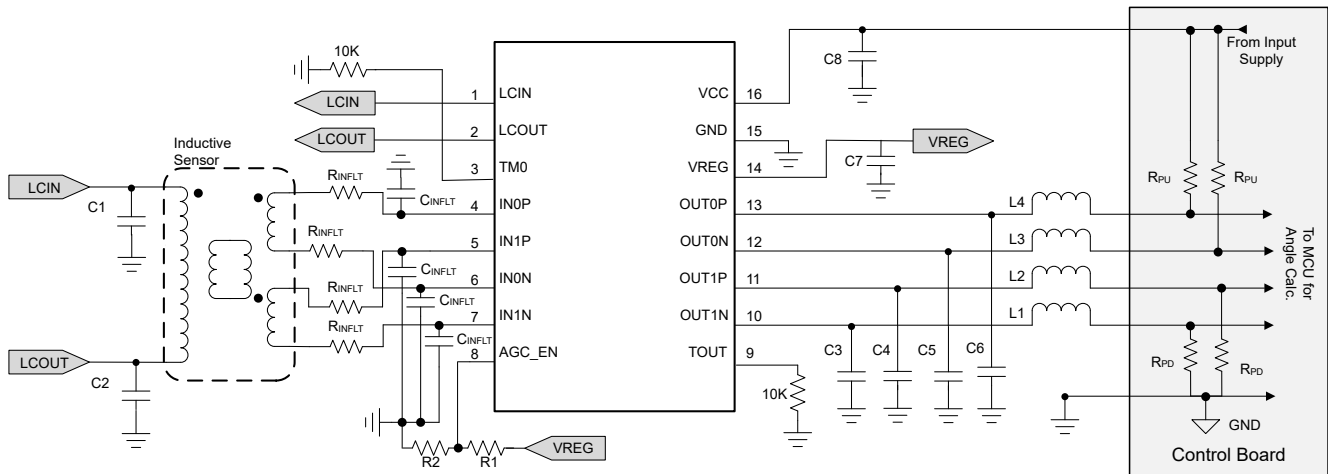 10K
LCIN
LCOUT
Inductive
Sensor
LCIN
C1
LCOUT
C2
RINFLT
CINFLT
RINFLT
CINFLT
RINFLT
CINFLT
RINFLT
CINFLT
1
2
3
4
5
6
7
8
LCIN
LCOUT
TM0
IN0P
IN1P
IN0N
IN1N
AGC_EN
R2
R1
VREG
VCC
GND
VREG
OUT0P
OUT0N
OUT1P
OUT1N
TOUT
16
15
14
13
12
11
10
9
C8
C7
VREG
L4
L3
L2
L1
C3
C4
C5
C6
10K
From Input
Supply
RPU
RPU
To MCU for
Angle Calc.
RPD
RPD
GND
Control Board